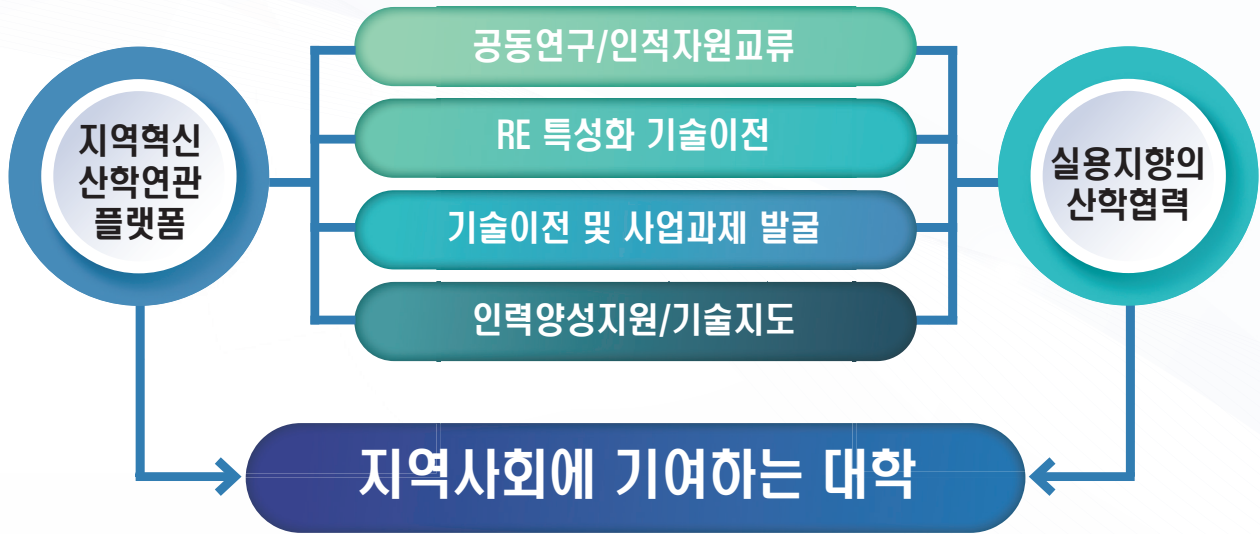 지역혁신
산학연관
플랫폼
공동연구/인적자원교류
RE 특성화 기술이전
기술이전 및 사업과제 발굴
인력양성지원/기술지도
실용지향의
산학협력
지역사회에 기여하는 대학